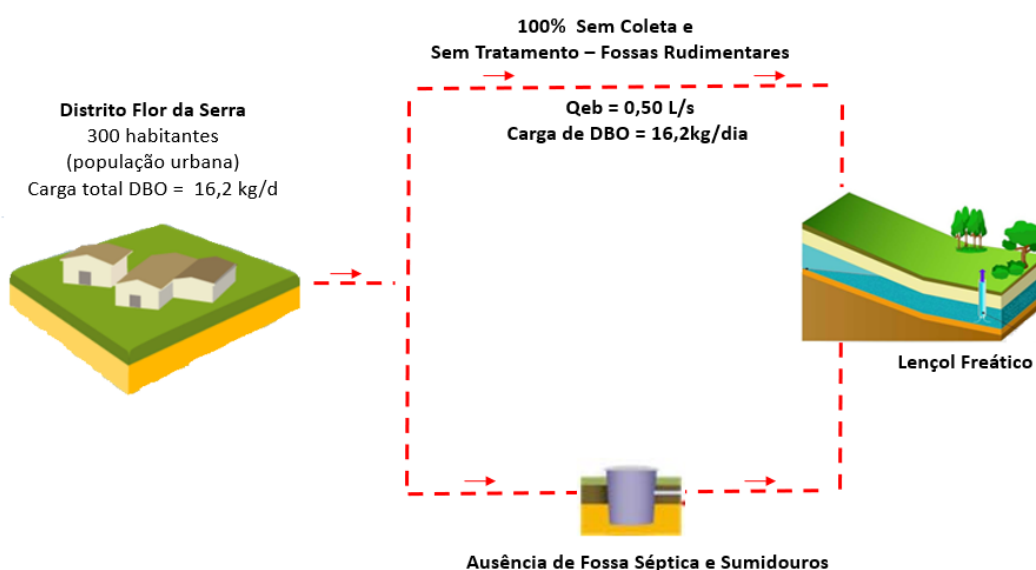 100% Sem Coleta e
Sem Tratamento – Fossas Rudimentares
Distrito Flor da Serra
300 habitantes
(população urbana)
Carga total DBO = 16,2 kg/d
Qeb = 0,50 L/s
Carga de DBO = 16,2kg/dia
Lençol Freático
Ausência de Fossa Séptica e Sumidouros